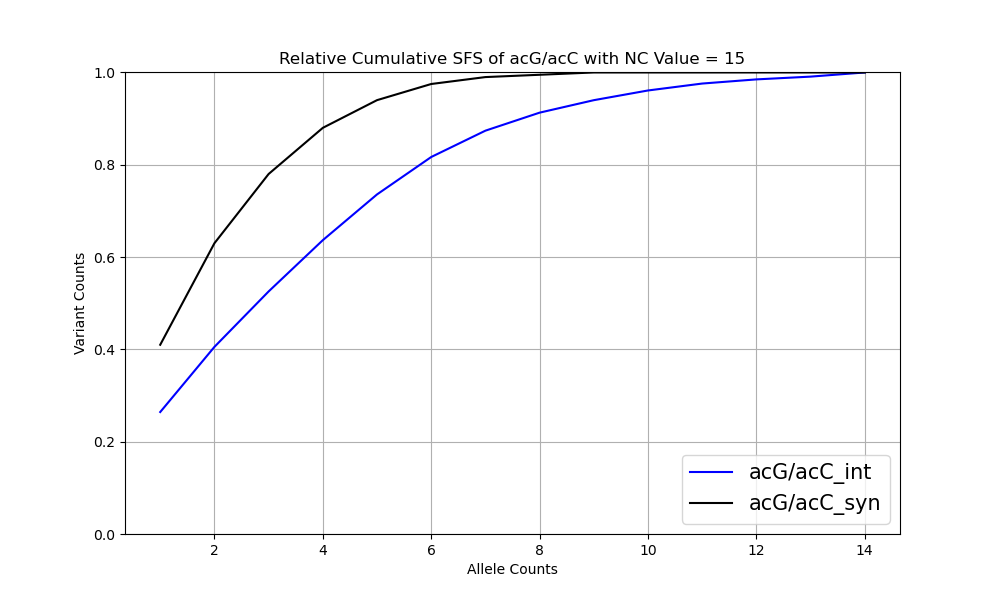 Relative Cumulative SFS of acG/acC with NC Value = 15
1.0
0.8
0.6
0.4
0.2
0.0
Variant Counts
2 4 6 8 10 12 14
Allele Counts
acG/acC_int
acG/acC_syn